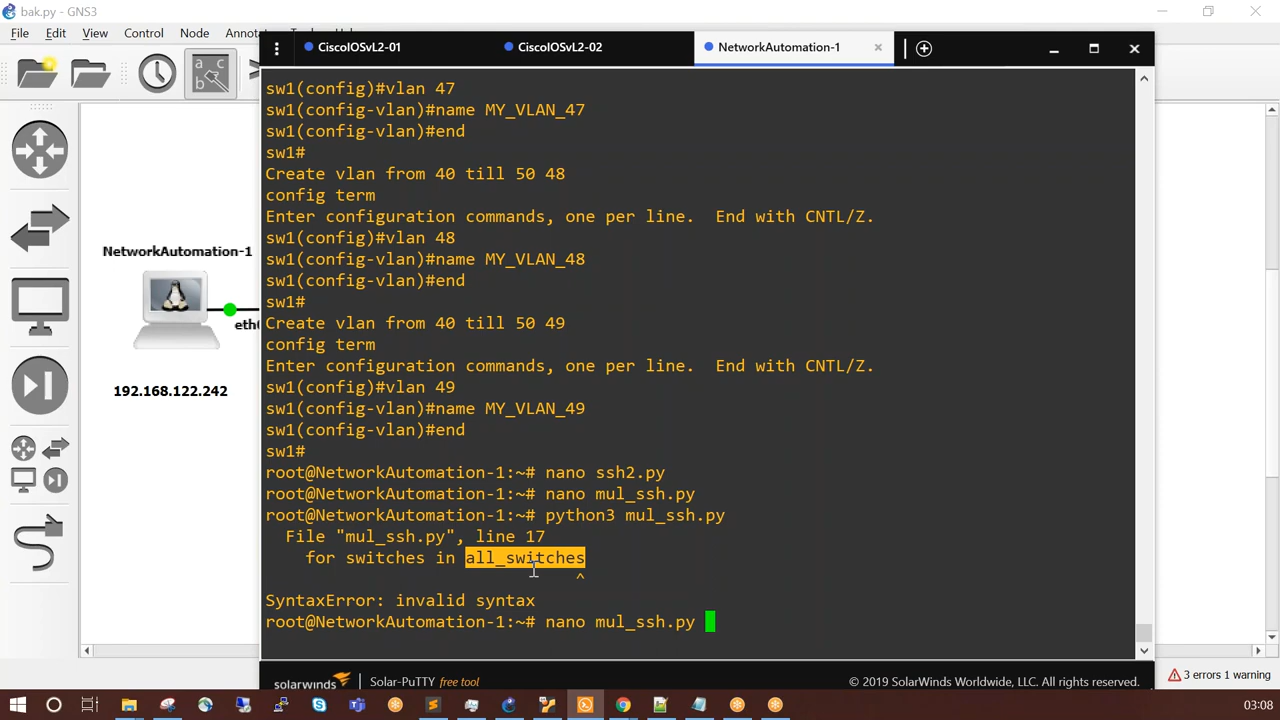 bak.py - GNS3
File Edit View Control Node Annota
CiscoIOSvL2-01 CiscoIOSvL2-02 NetworkAutomation-1
a c
b
sw1(config)#vlan 47
sw1(config-vlan)#name MY_VLAN_47
sw1(config-vlan)#end
sw1#
Create vlan from 40 till 50 48
config term
Enter configuration commands, one per line. End with CNTL/Z.
sw1(config)#vlan 48
sw1(config-vlan)#name MY_VLAN_48
sw1(config-vlan)#end
sw1#
Create vlan from 40 till 50 49
config term
Enter configuration commands, one per line. End with CNTL/Z.
sw1(config)#vlan 49
sw1(config-vlan)#name MY_VLAN_49
sw1(config-vlan)#end
sw1#
root@NetworkAutomation-1:~# nano ssh2.py
root@NetworkAutomation-1:~# nano mul_ssh.py
root@NetworkAutomation-1:~# python3 mul_ssh.py
File "mul_ssh.py", line 17
for switches in all_switches
^
SyntaxError: invalid syntax
root@NetworkAutomation-1:~# nano mul_ssh.py
NetworkAutomation-1
eth
192.168.122.242
solarwinds Solar-PuTTY free tool © 2019 SolarWinds Worldwide, LLC. All rights reserved.
3 errors 1 warning
03:08